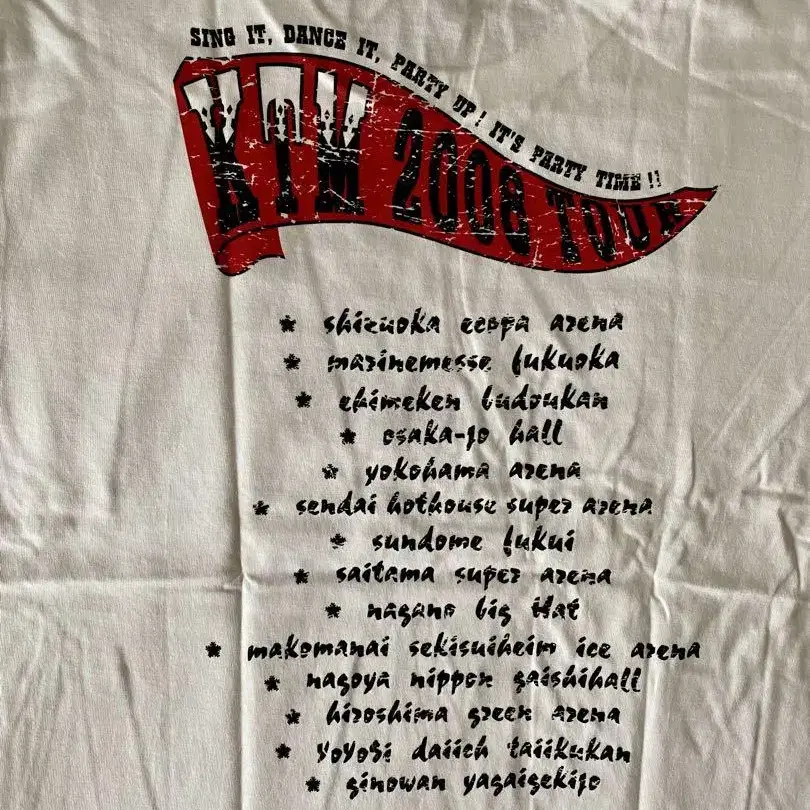 SING IT, DANCE IT, PARTY UP! IT'S PARTY TIME!!
KTM 2008 TOUR
* shizuoka ecopa arena
* marinemesse fukuoka
* ehimeken budoukan
* osaka-jo hall
* yokohama arena
* sendai hothouse super arena
* sundome fukui
* saitama super arena
* nagano big Hat
* makomanai sekisuiheim ice arena
* nagoya nippon gaishihall
* hiroshima green arena
* yoyogi daiich taiikukan
* ginowan yagaigekijo